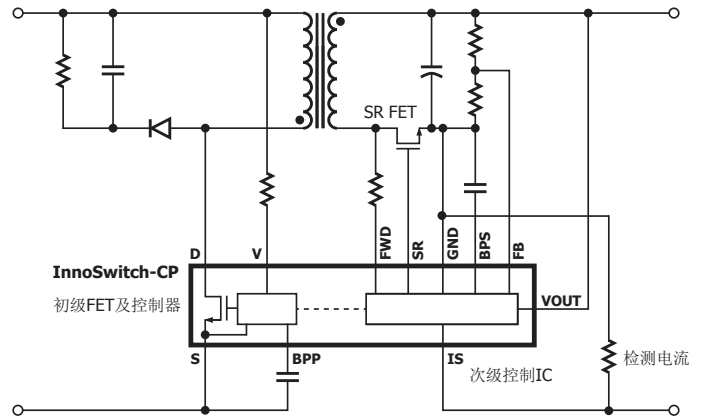 SR FET
D
V
FWD
SR
GND
BPS
FB
InnoSwitch-CP
初级FET及控制器
VOUT
S
BPP
IS
次级控制IC
检测电流